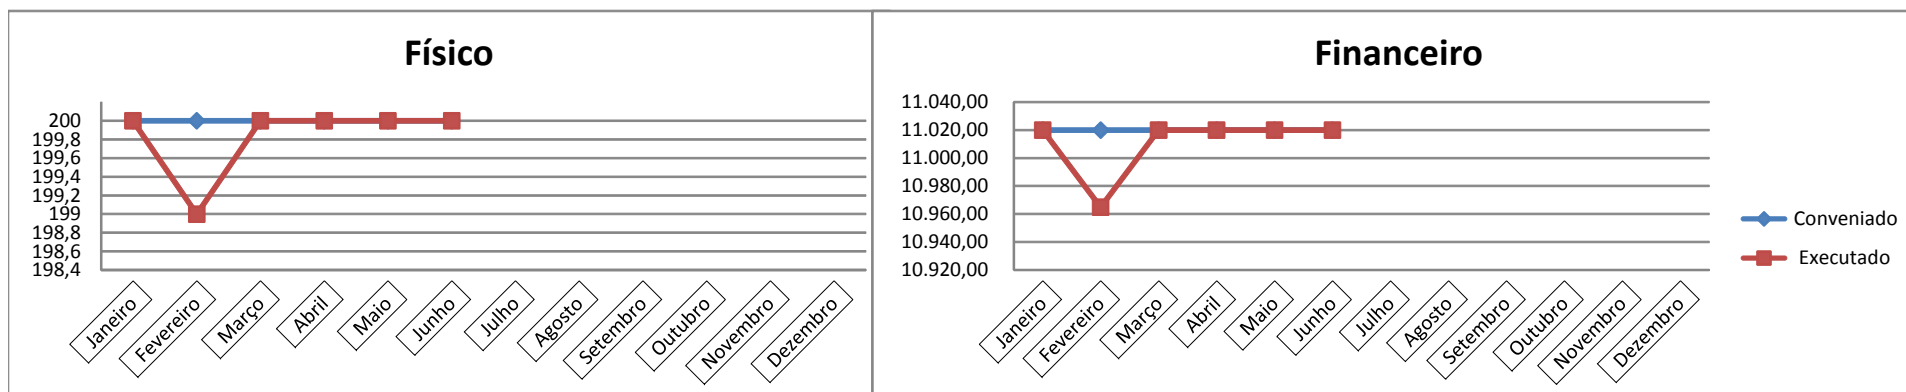 Físico
200
199,8
199,6
199,4
199,2
199
198,8
198,6
198,4
Janeiro
Fevereiro
Março
Abril
Maio
Junho
Julho
Agosto
Setembro
Outubro
Novembro
Dezembro
Financeiro
11.040,00
11.020,00
11.000,00
10.980,00
10.960,00
10.940,00
10.920,00
Janeiro
Fevereiro
Março
Abril
Maio
Junho
Julho
Agosto
Setembro
Outubro
Novembro
Dezembro
Conveniado
Executado